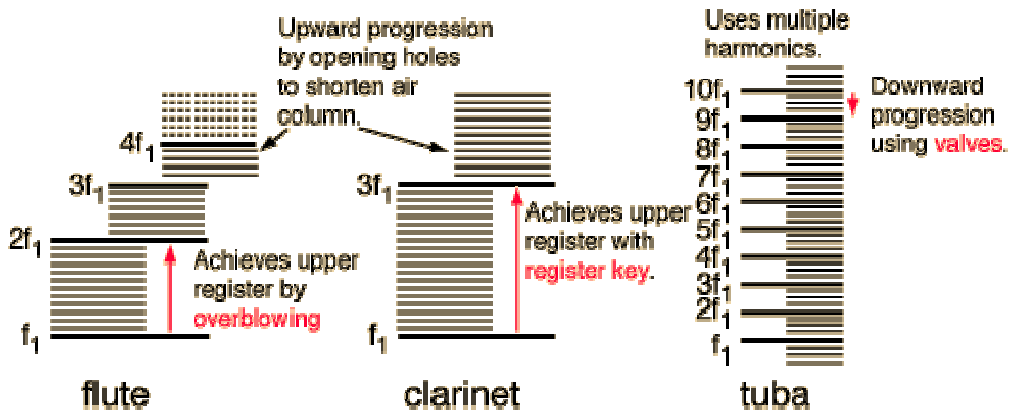 Upward progression
by opening holes
to shorten air
column.
4f₁
3f₁
2f₁
f₁
Achieves upper
register by
overblowing
flute
3f₁
f₁
Achieves upper
register with
register key.
clarinet
Uses multiple
harmonics.
10f₁
9f₁
8f₁
7f₁
6f₁
5f₁
4f₁
3f₁
2f₁
f₁
Downward
progression
using valves.
tuba